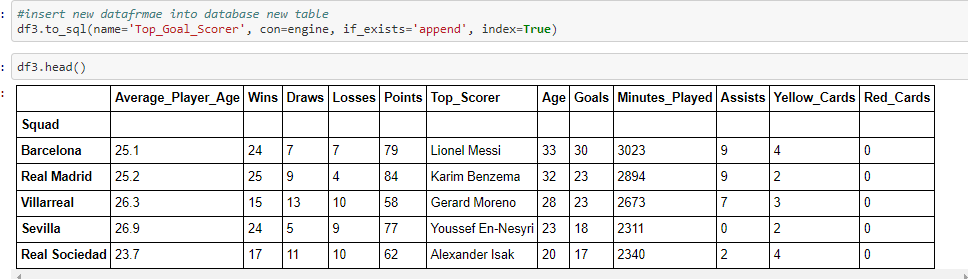 #insert new datafrmae into database new table
df3.to_sql(name='Top_Goal_Scorer', con=engine, if_exists='append', index=True)
df3.head()
Average_Player_Age Wins Draws Losses Points Top_Scorer Age Goals Minutes_Played Assists Yellow_Cards Red_Cards
Squad
Barcelona 25.1 24 7 7 79 Lionel Messi 33 30 3023 9 4 0
Real Madrid 25.2 25 9 4 84 Karim Benzema 32 23 2894 9 2 0
Villarreal 26.3 15 13 10 58 Gerard Moreno 28 23 2673 7 3 0
Sevilla 26.9 24 5 9 77 Youssef En-Nesyri 23 18 2311 0 2 0
Real Sociedad 23.7 17 11 10 62 Alexander Isak 20 17 2340 2 4 0